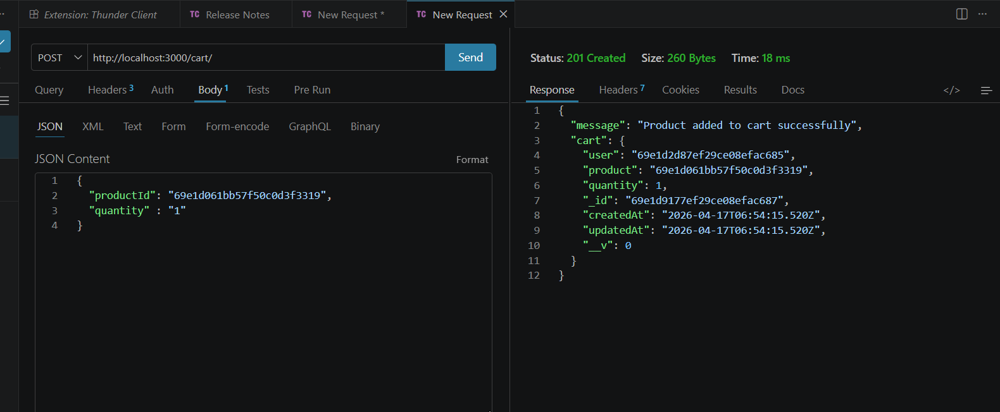 Extension: Thunder Client
TC Release Notes
TC New Request *
TC New Request
POST
http://localhost:3000/cart/
Send
Query
Headers 3
Auth
Body 1
Tests
Pre Run
JSON
XML
Text
Form
Form-encode
GraphQL
Binary
JSON Content
Format
1 {
2 "productId": "69e1d061bb57f50c0d3f3319",
3 "quantity" : "1"
4 }
Status: 201 Created
Size: 260 Bytes
Time: 18 ms
Response
Headers 7
Cookies
Results
Docs
</>
1 {
2 "message": "Product added to cart successfully",
3 "cart": {
4 "user": "69e1d2d87ef29ce08efac685",
5 "product": "69e1d061bb57f50c0d3f3319",
6 "quantity": 1,
7 "_id": "69e1d9177ef29ce08efac687",
8 "createdAt": "2026-04-17T06:54:15.520Z",
9 "updatedAt": "2026-04-17T06:54:15.520Z",
10 "__v": 0
11 }
12 }